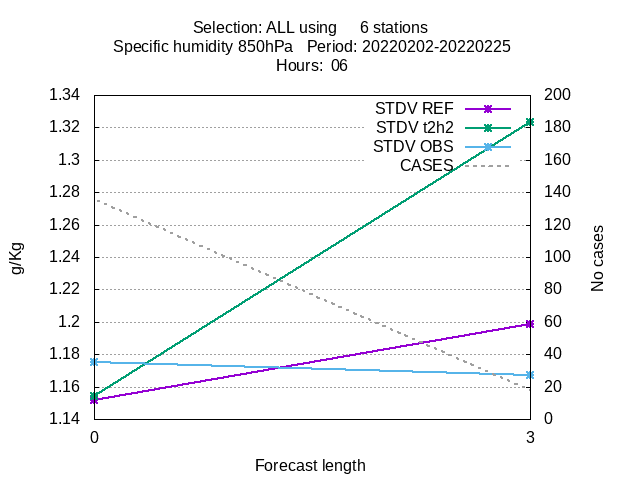 Selection: ALL using 6 stations
Specific humidity 850hPa Period: 20220202-20220225
Hours: 06
1.34
1.32
1.3
1.28
1.26
1.24
1.22
1.2
1.18
1.16
1.14
g/Kg
STDV REF
STDV t2h2
STDV OBS
CASES
200
180
160
140
120
100
80
60
40
20
0
No cases
0 3
Forecast length